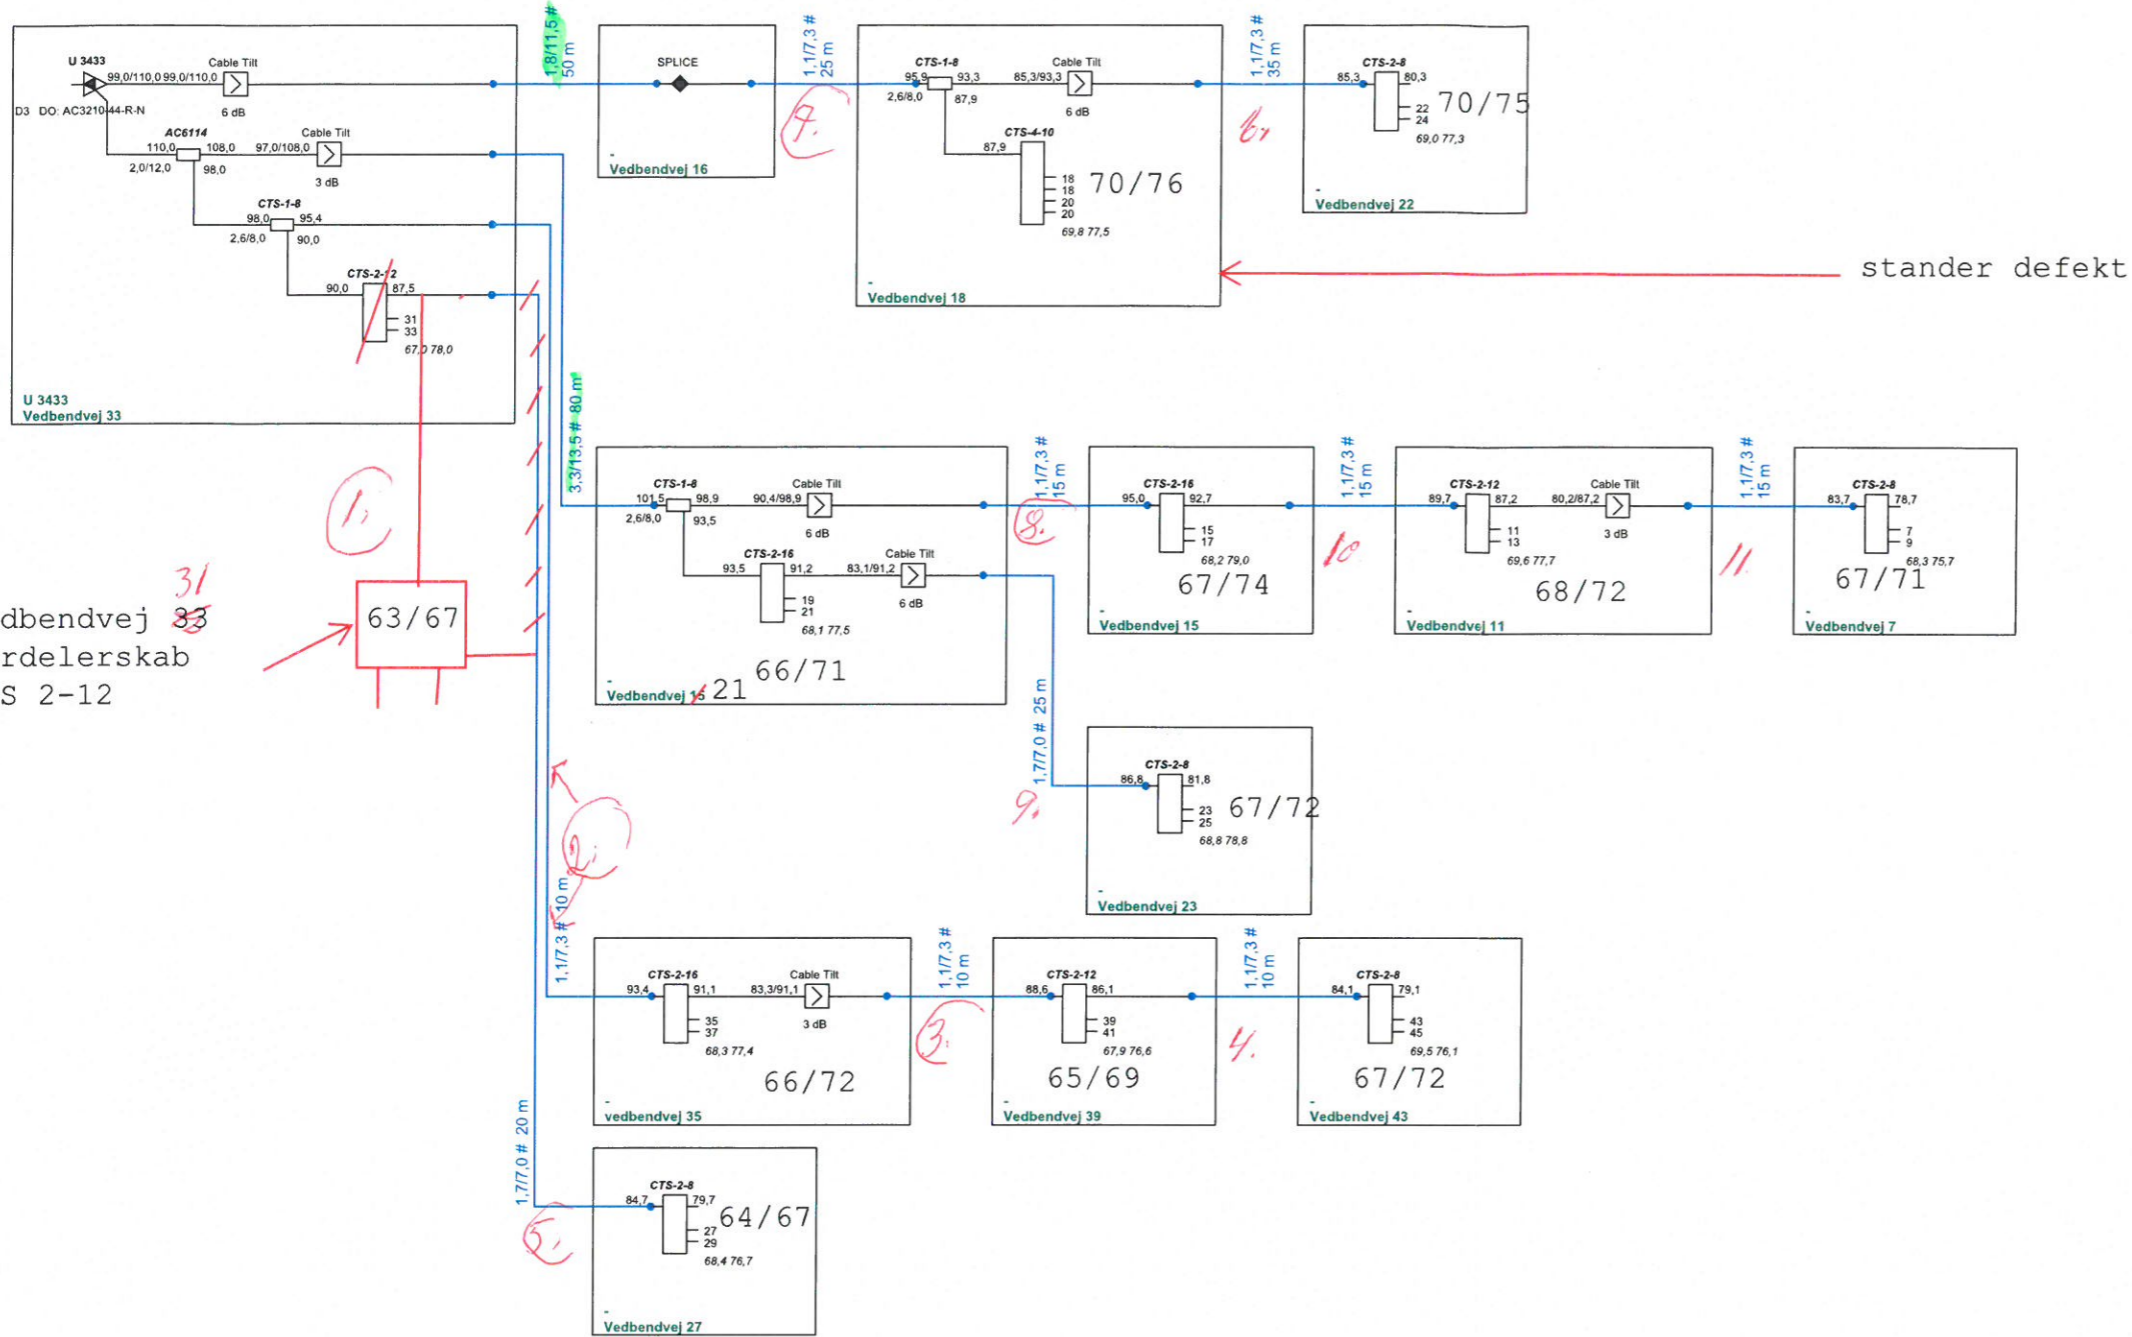 U 3433
99,0/110,0 99,0/110,0
Cable Tilt
6 dB
D3 DO: AC3210-44-R-N
AC6114
110,0
108,0
2,0/12,0
98,0
97,0/108,0
Cable Tilt
3 dB
CTS-1-8
98,0
95,4
2,6/8,0
90,0
CTS-2-12
90,0
87,5
31
33
67,0 78,0
U 3433
Vedbendvej 33
1,8/11,5 #
50 m
SPLICE
-
Vedbendvej 16
1,1/7,3 #
25 m
7.
CTS-1-8
95,9
93,3
2,6/8,0
87,9
85,3/93,3
Cable Tilt
6 dB
CTS-4-10
87,9
18
18
20
20
70/76
69,8 77,5
-
Vedbendvej 18
1,1/7,3 #
35 m
6,
CTS-2-8
85,3
80,3
22
24
70/75
69,0 77,3
-
Vedbendvej 22
stander defekt
3,3/13,5 # 80 m
CTS-1-8
101,5
98,9
2,6/8,0
93,5
90,4/98,9
Cable Tilt
6 dB
CTS-2-16
93,5
91,2
19
21
68,1 77,5
83,1/91,2
Cable Tilt
6 dB
66/71
-
Vedbendvej 15 21
1,1/7,3 #
15 m
8.
CTS-2-16
95,0
92,7
15
17
68,2 79,0
67/74
-
Vedbendvej 15
1,1/7,3 #
15 m
10
CTS-2-12
89,7
87,2
11
13
69,6 77,7
80,2/87,2
Cable Tilt
3 dB
68/72
-
Vedbendvej 11
1,1/7,3 #
15 m
11.
CTS-2-8
83,7
78,7
7
9
68,3 75,7
67/71
-
Vedbendvej 7
1,
31
dbendvej 33
rdelerskab
S 2-12
63/67
1,7/7,0 # 25 m
9.
CTS-2-8
86,8
81,8
23
25
67/72
68,8 78,8
-
Vedbendvej 23
2,
1,1/7,3 # 10 m
CTS-2-16
93,4
91,1
35
37
68,3 77,4
83,3/91,1
Cable Tilt
3 dB
66/72
-
vedbendvej 35
1,1/7,3 #
10 m
3.
CTS-2-12
88,6
86,1
39
41
67,9 76,6
65/69
-
Vedbendvej 39
1,1/7,3 #
10 m
4.
CTS-2-8
84,1
79,1
43
45
69,5 76,1
67/72
-
Vedbendvej 43
1,7/7,0 # 20 m
5,
CTS-2-8
84,7
79,7
27
29
64/67
68,4 76,7
-
Vedbendvej 27